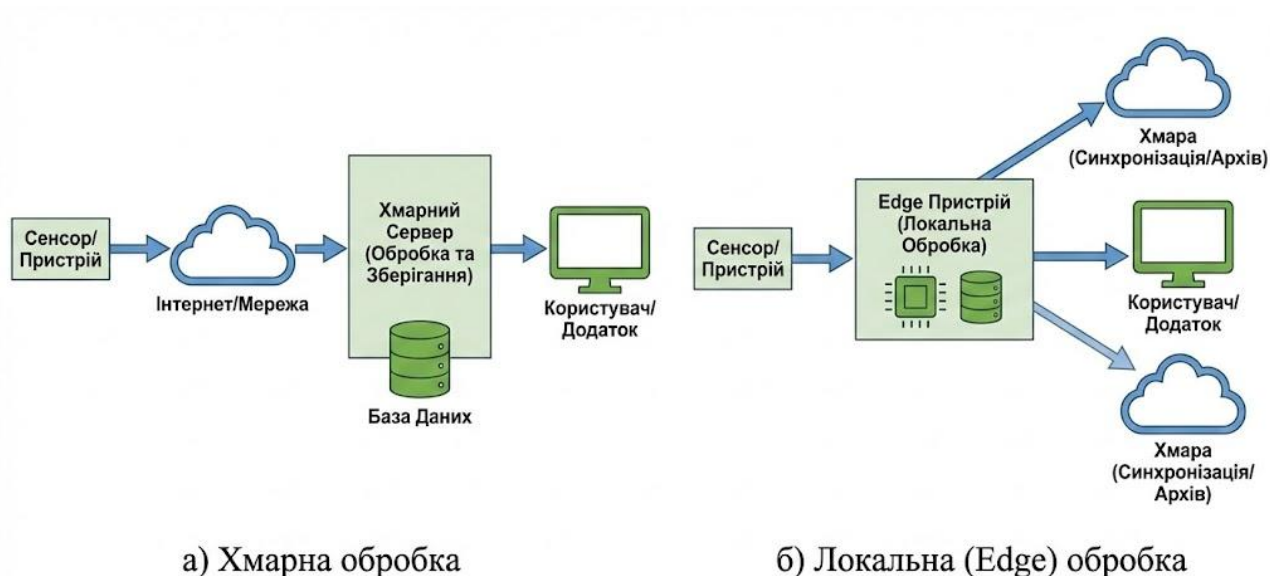 Сенсор/
Пристрій
Інтернет/Мережа
Хмарний
Сервер
(Обробка та
Зберігання)
База Даних
Користувач/
Додаток
а) Хмарна обробка
Сенсор/
Пристрій
Edge Пристрій
(Локальна
Обробка)
Хмара
(Синхронізація/Архів)
Користувач/
Додаток
Хмара
(Синхронізація/
Архів)
б) Локальна (Edge) обробка